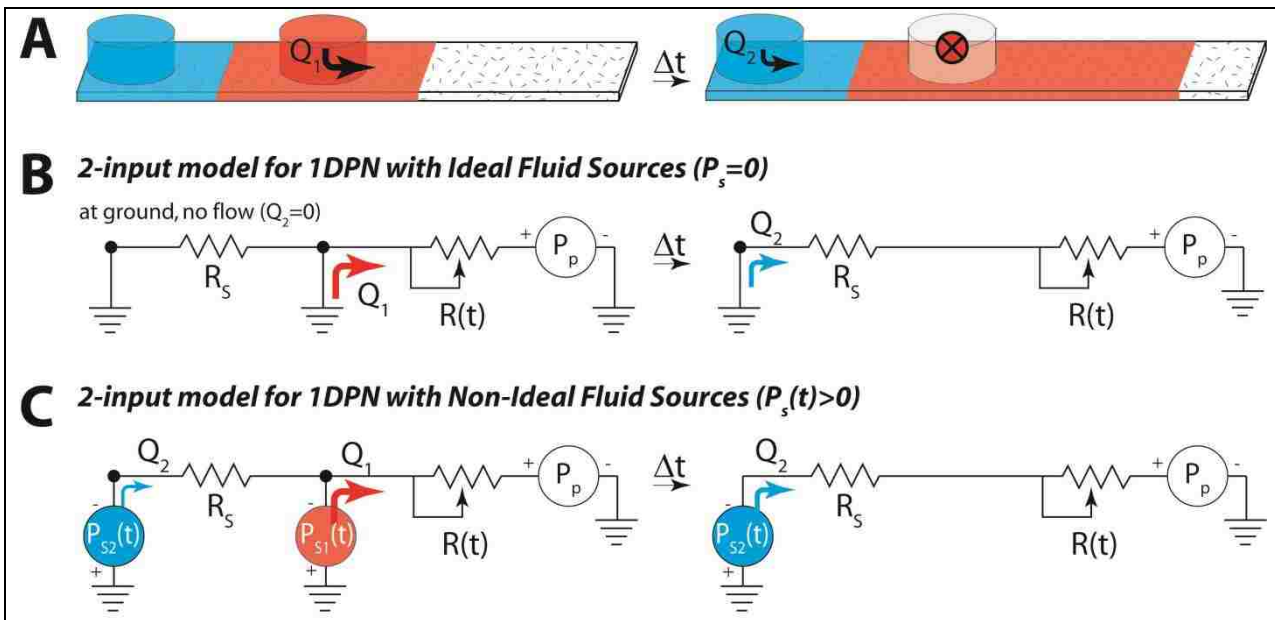 A
Q1
Δt
Q2
B 2-input model for 1DPN with Ideal Fluid Sources (Ps=0)
at ground, no flow (Q2=0)
RS
Q1
R(t)
+ Pp -
Δt
Q2
RS
R(t)
+ Pp -
C 2-input model for 1DPN with Non-Ideal Fluid Sources (Ps(t)>0)
Q2
RS
Q1
- PS2(t) +
- PS1(t) +
R(t)
+ Pp -
Δt
Q2
RS
- PS2(t) +
R(t)
+ Pp -